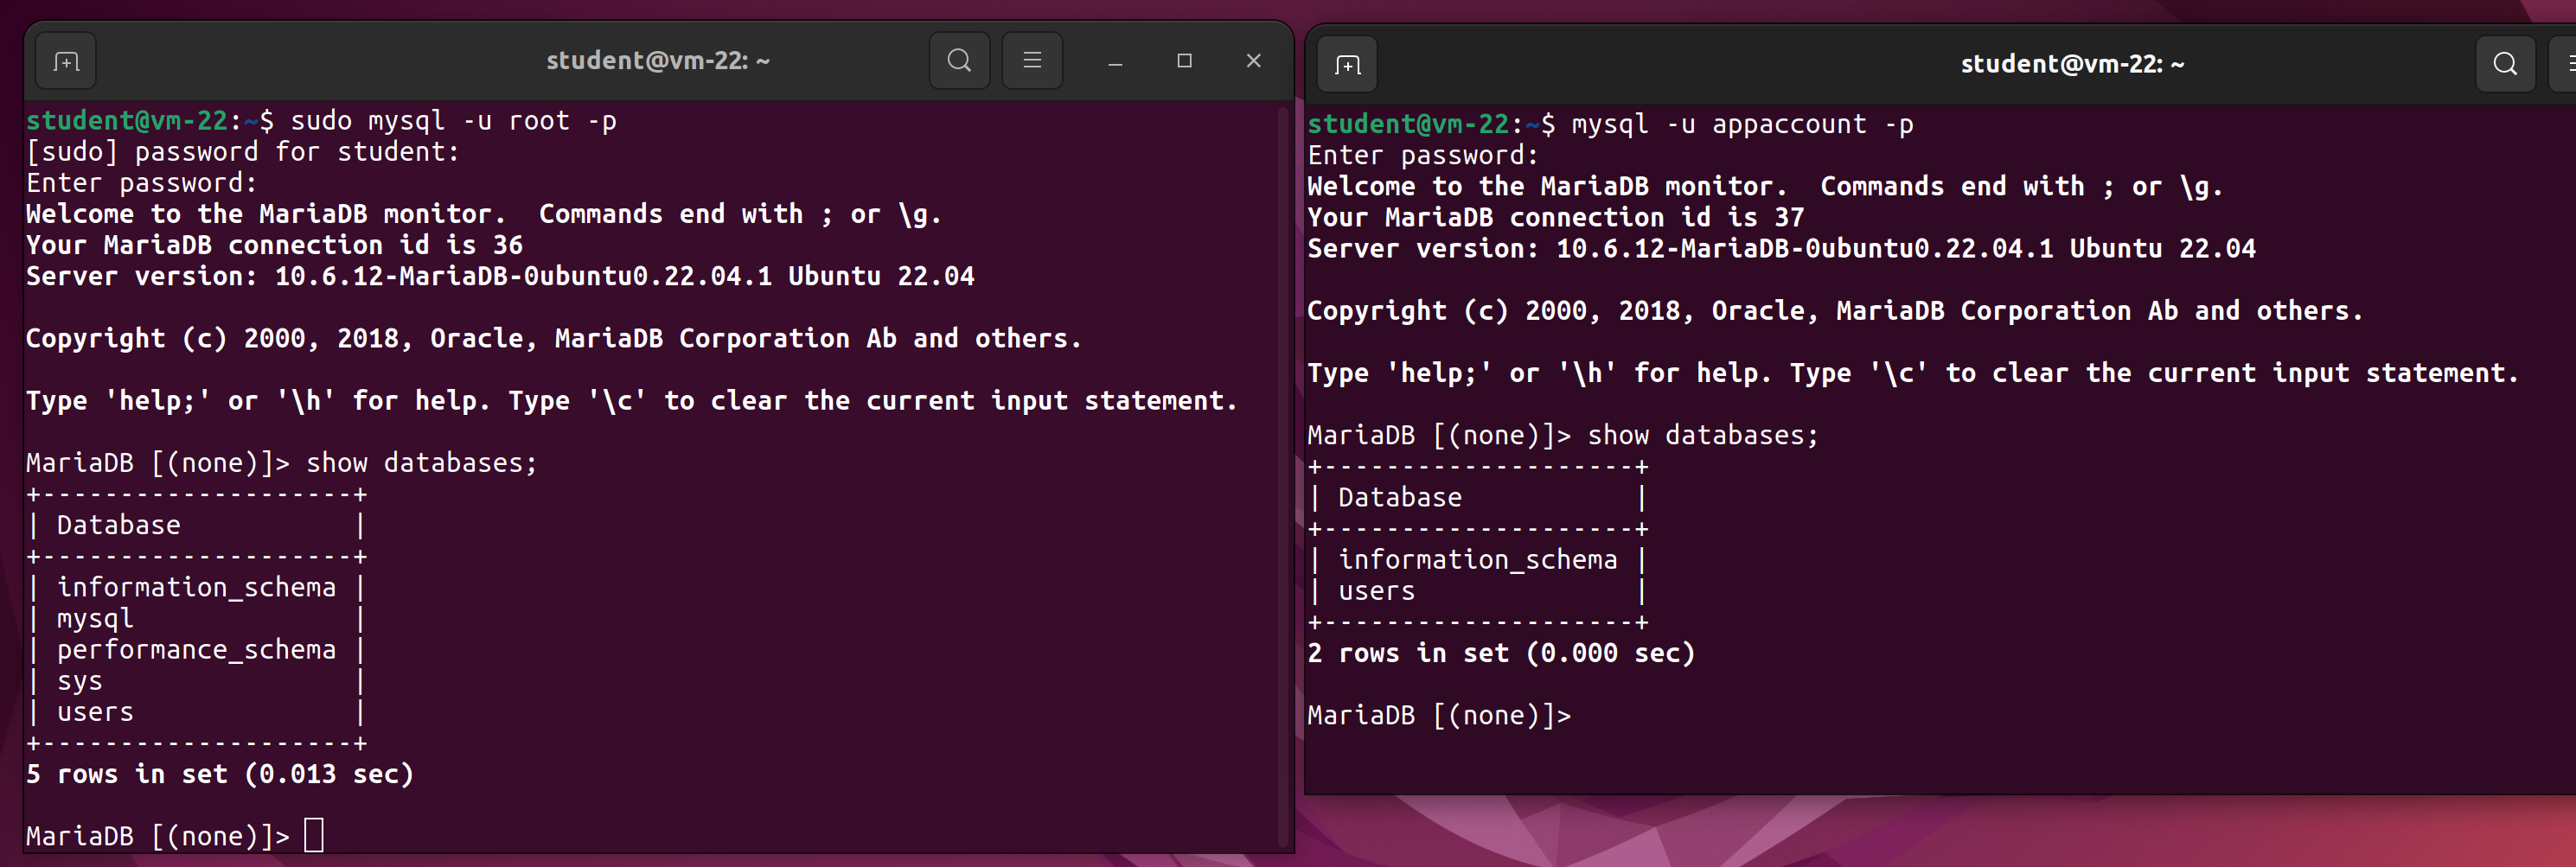 student@vm-22: ~
student@vm-22:~$ sudo mysql -u root -p
[sudo] password for student:
Enter password:
Welcome to the MariaDB monitor.  Commands end with ; or \g.
Your MariaDB connection id is 36
Server version: 10.6.12-MariaDB-0ubuntu0.22.04.1 Ubuntu 22.04

Copyright (c) 2000, 2018, Oracle, MariaDB Corporation Ab and others.

Type 'help;' or '\h' for help. Type '\c' to clear the current input statement.

MariaDB [(none)]> show databases;
+--------------------+
| Database           |
+--------------------+
| information_schema |
| mysql              |
| performance_schema |
| sys                |
| users              |
+--------------------+
5 rows in set (0.013 sec)

MariaDB [(none)]>
student@vm-22: ~
student@vm-22:~$ mysql -u appaccount -p
Enter password:
Welcome to the MariaDB monitor.  Commands end with ; or \g.
Your MariaDB connection id is 37
Server version: 10.6.12-MariaDB-0ubuntu0.22.04.1 Ubuntu 22.04

Copyright (c) 2000, 2018, Oracle, MariaDB Corporation Ab and others.

Type 'help;' or '\h' for help. Type '\c' to clear the current input statement.

MariaDB [(none)]> show databases;
+--------------------+
| Database           |
+--------------------+
| information_schema |
| users              |
+--------------------+
2 rows in set (0.000 sec)

MariaDB [(none)]>